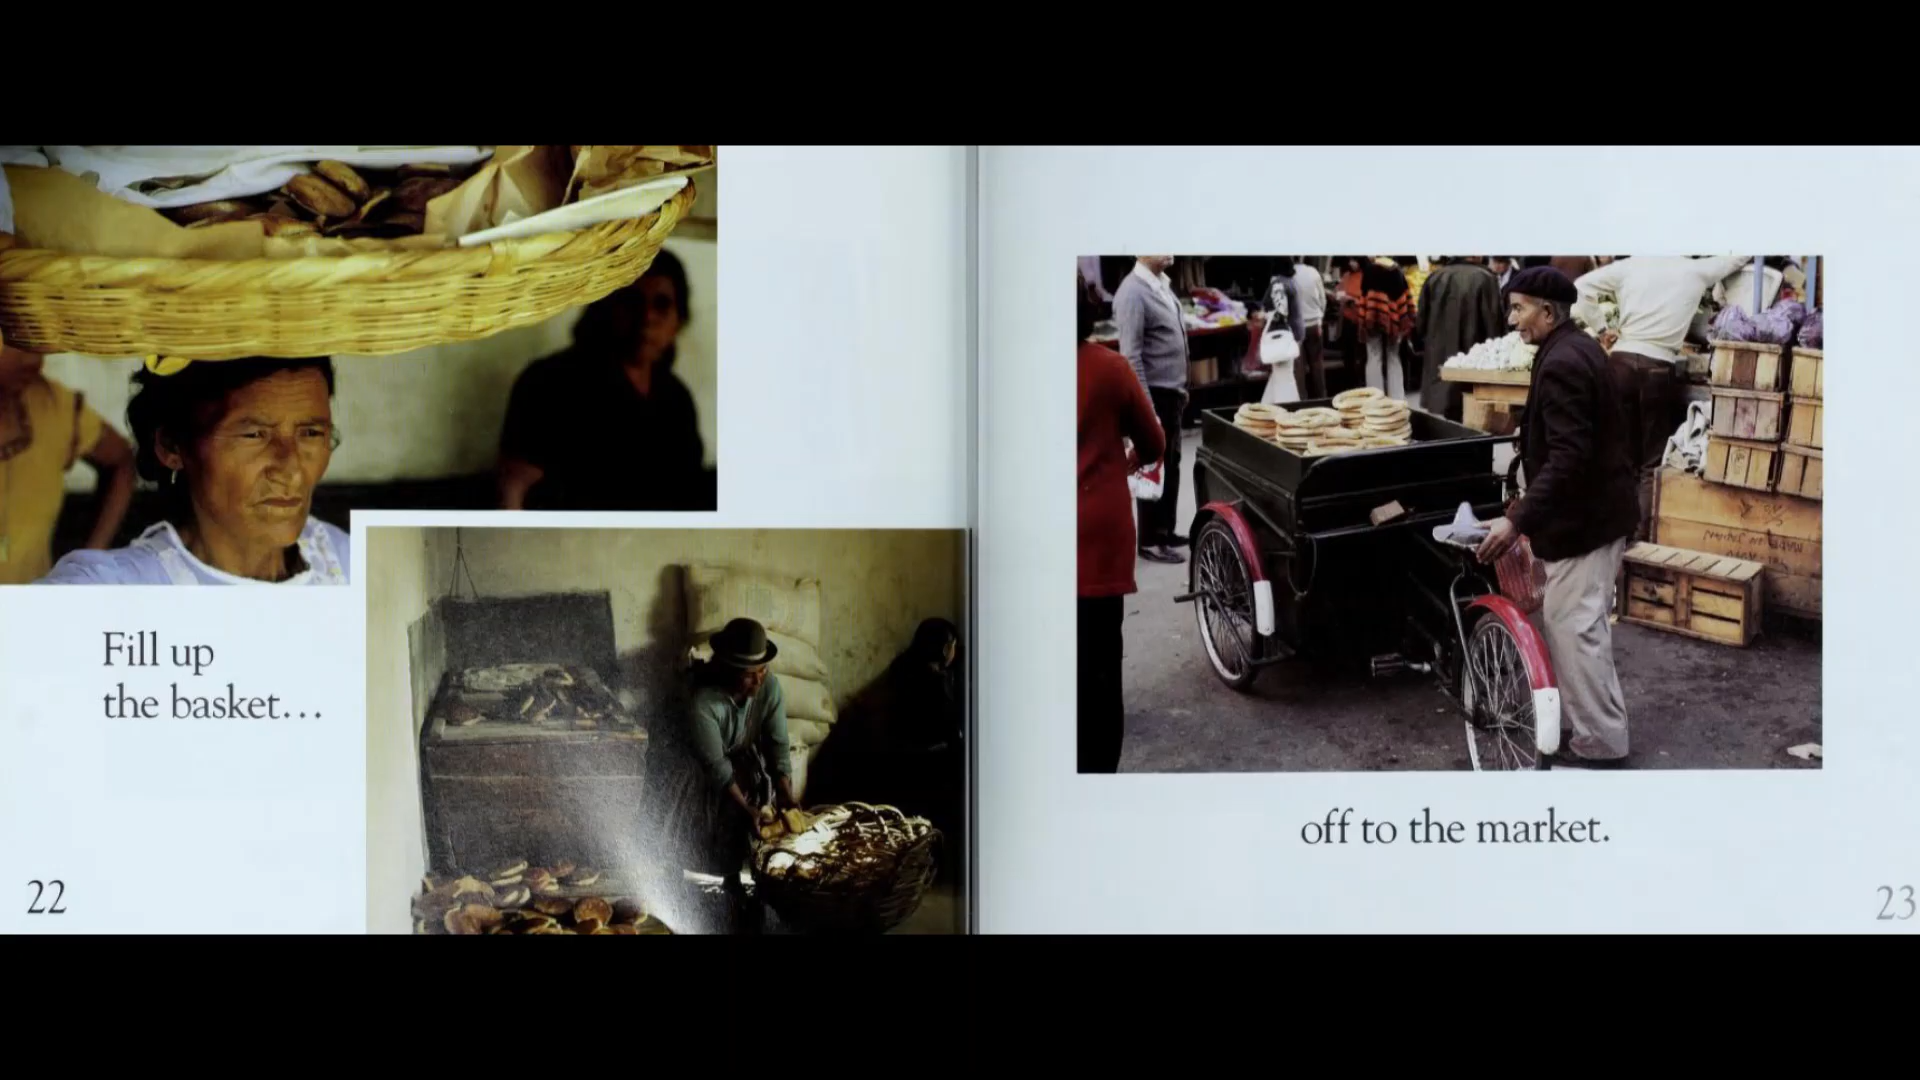 Fill up
the basket…
22
off to the market.
23